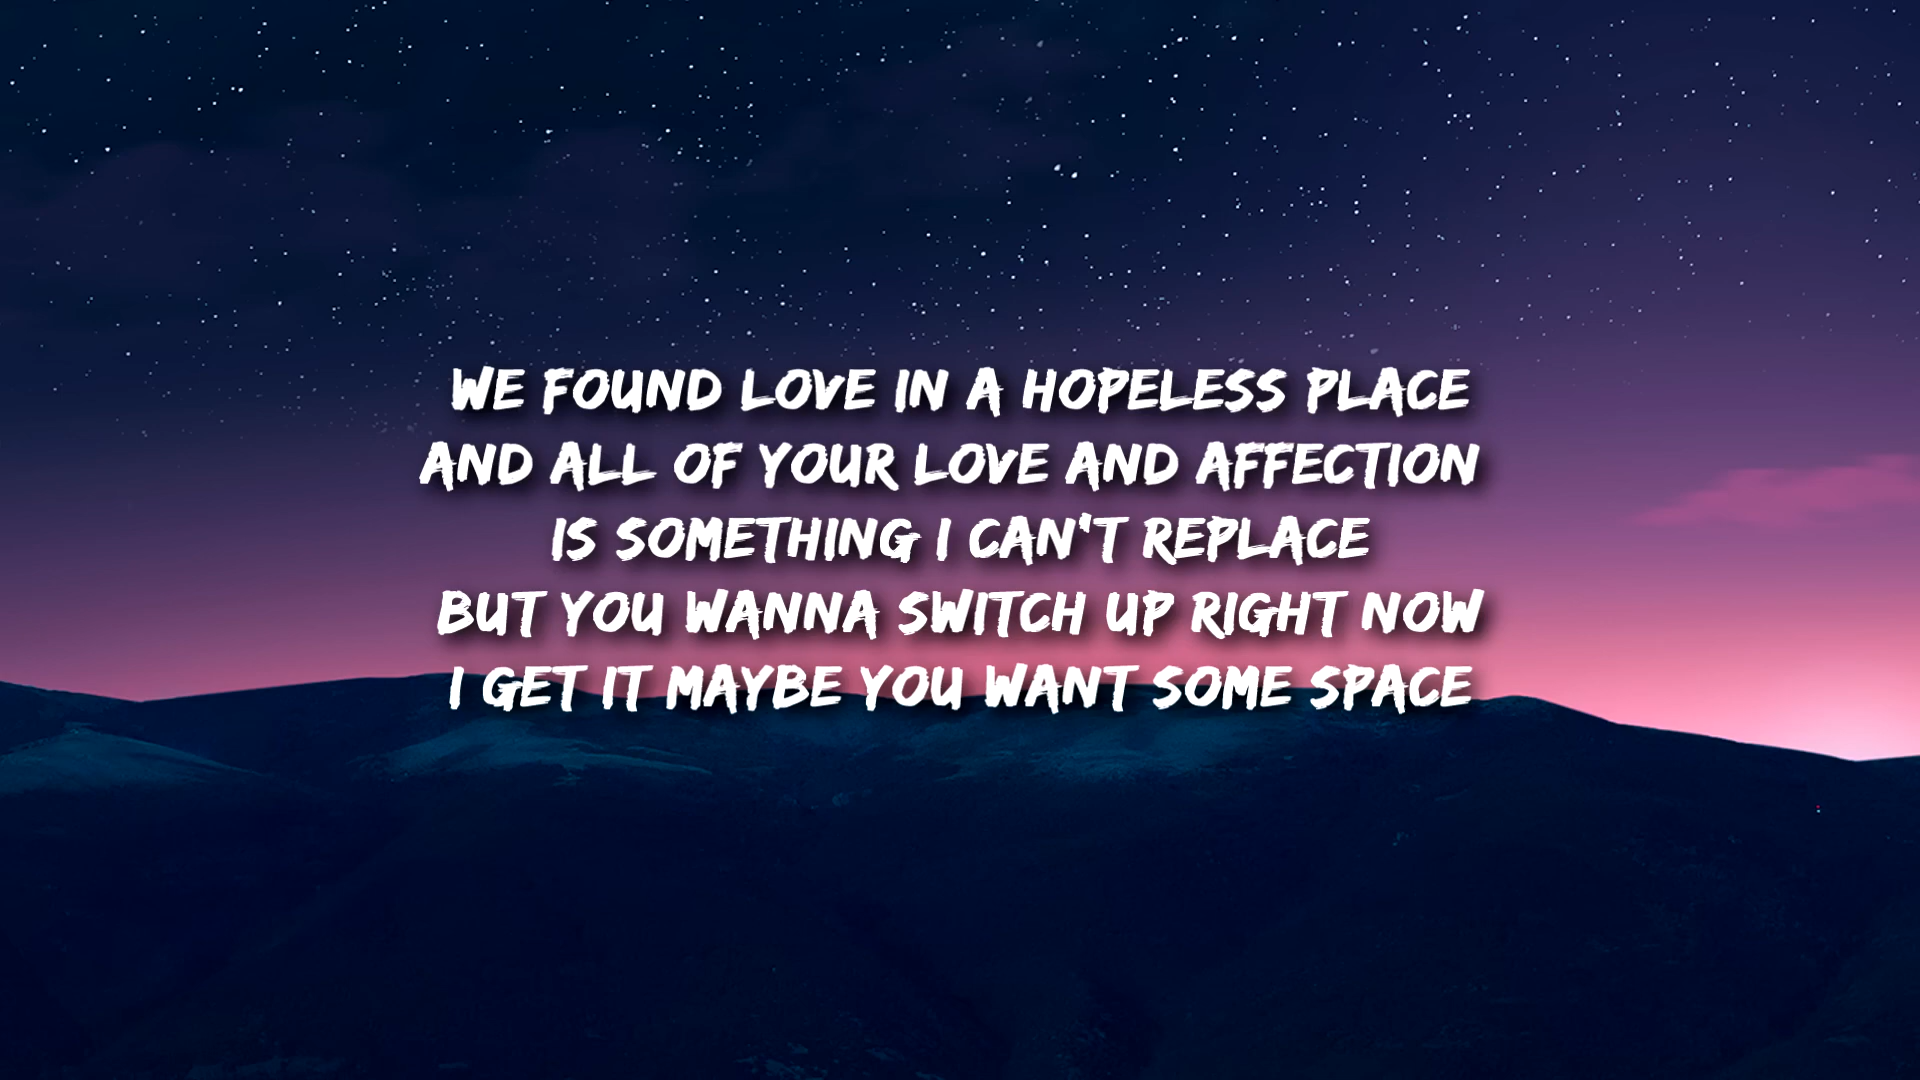 WE FOUND LOVE IN A HOPELESS PLACE
AND ALL OF YOUR LOVE AND AFFECTION
IS SOMETHING I CAN'T REPLACE
BUT YOU WANNA SWITCH UP RIGHT NOW
I GET IT MAYBE YOU WANT SOME SPACE